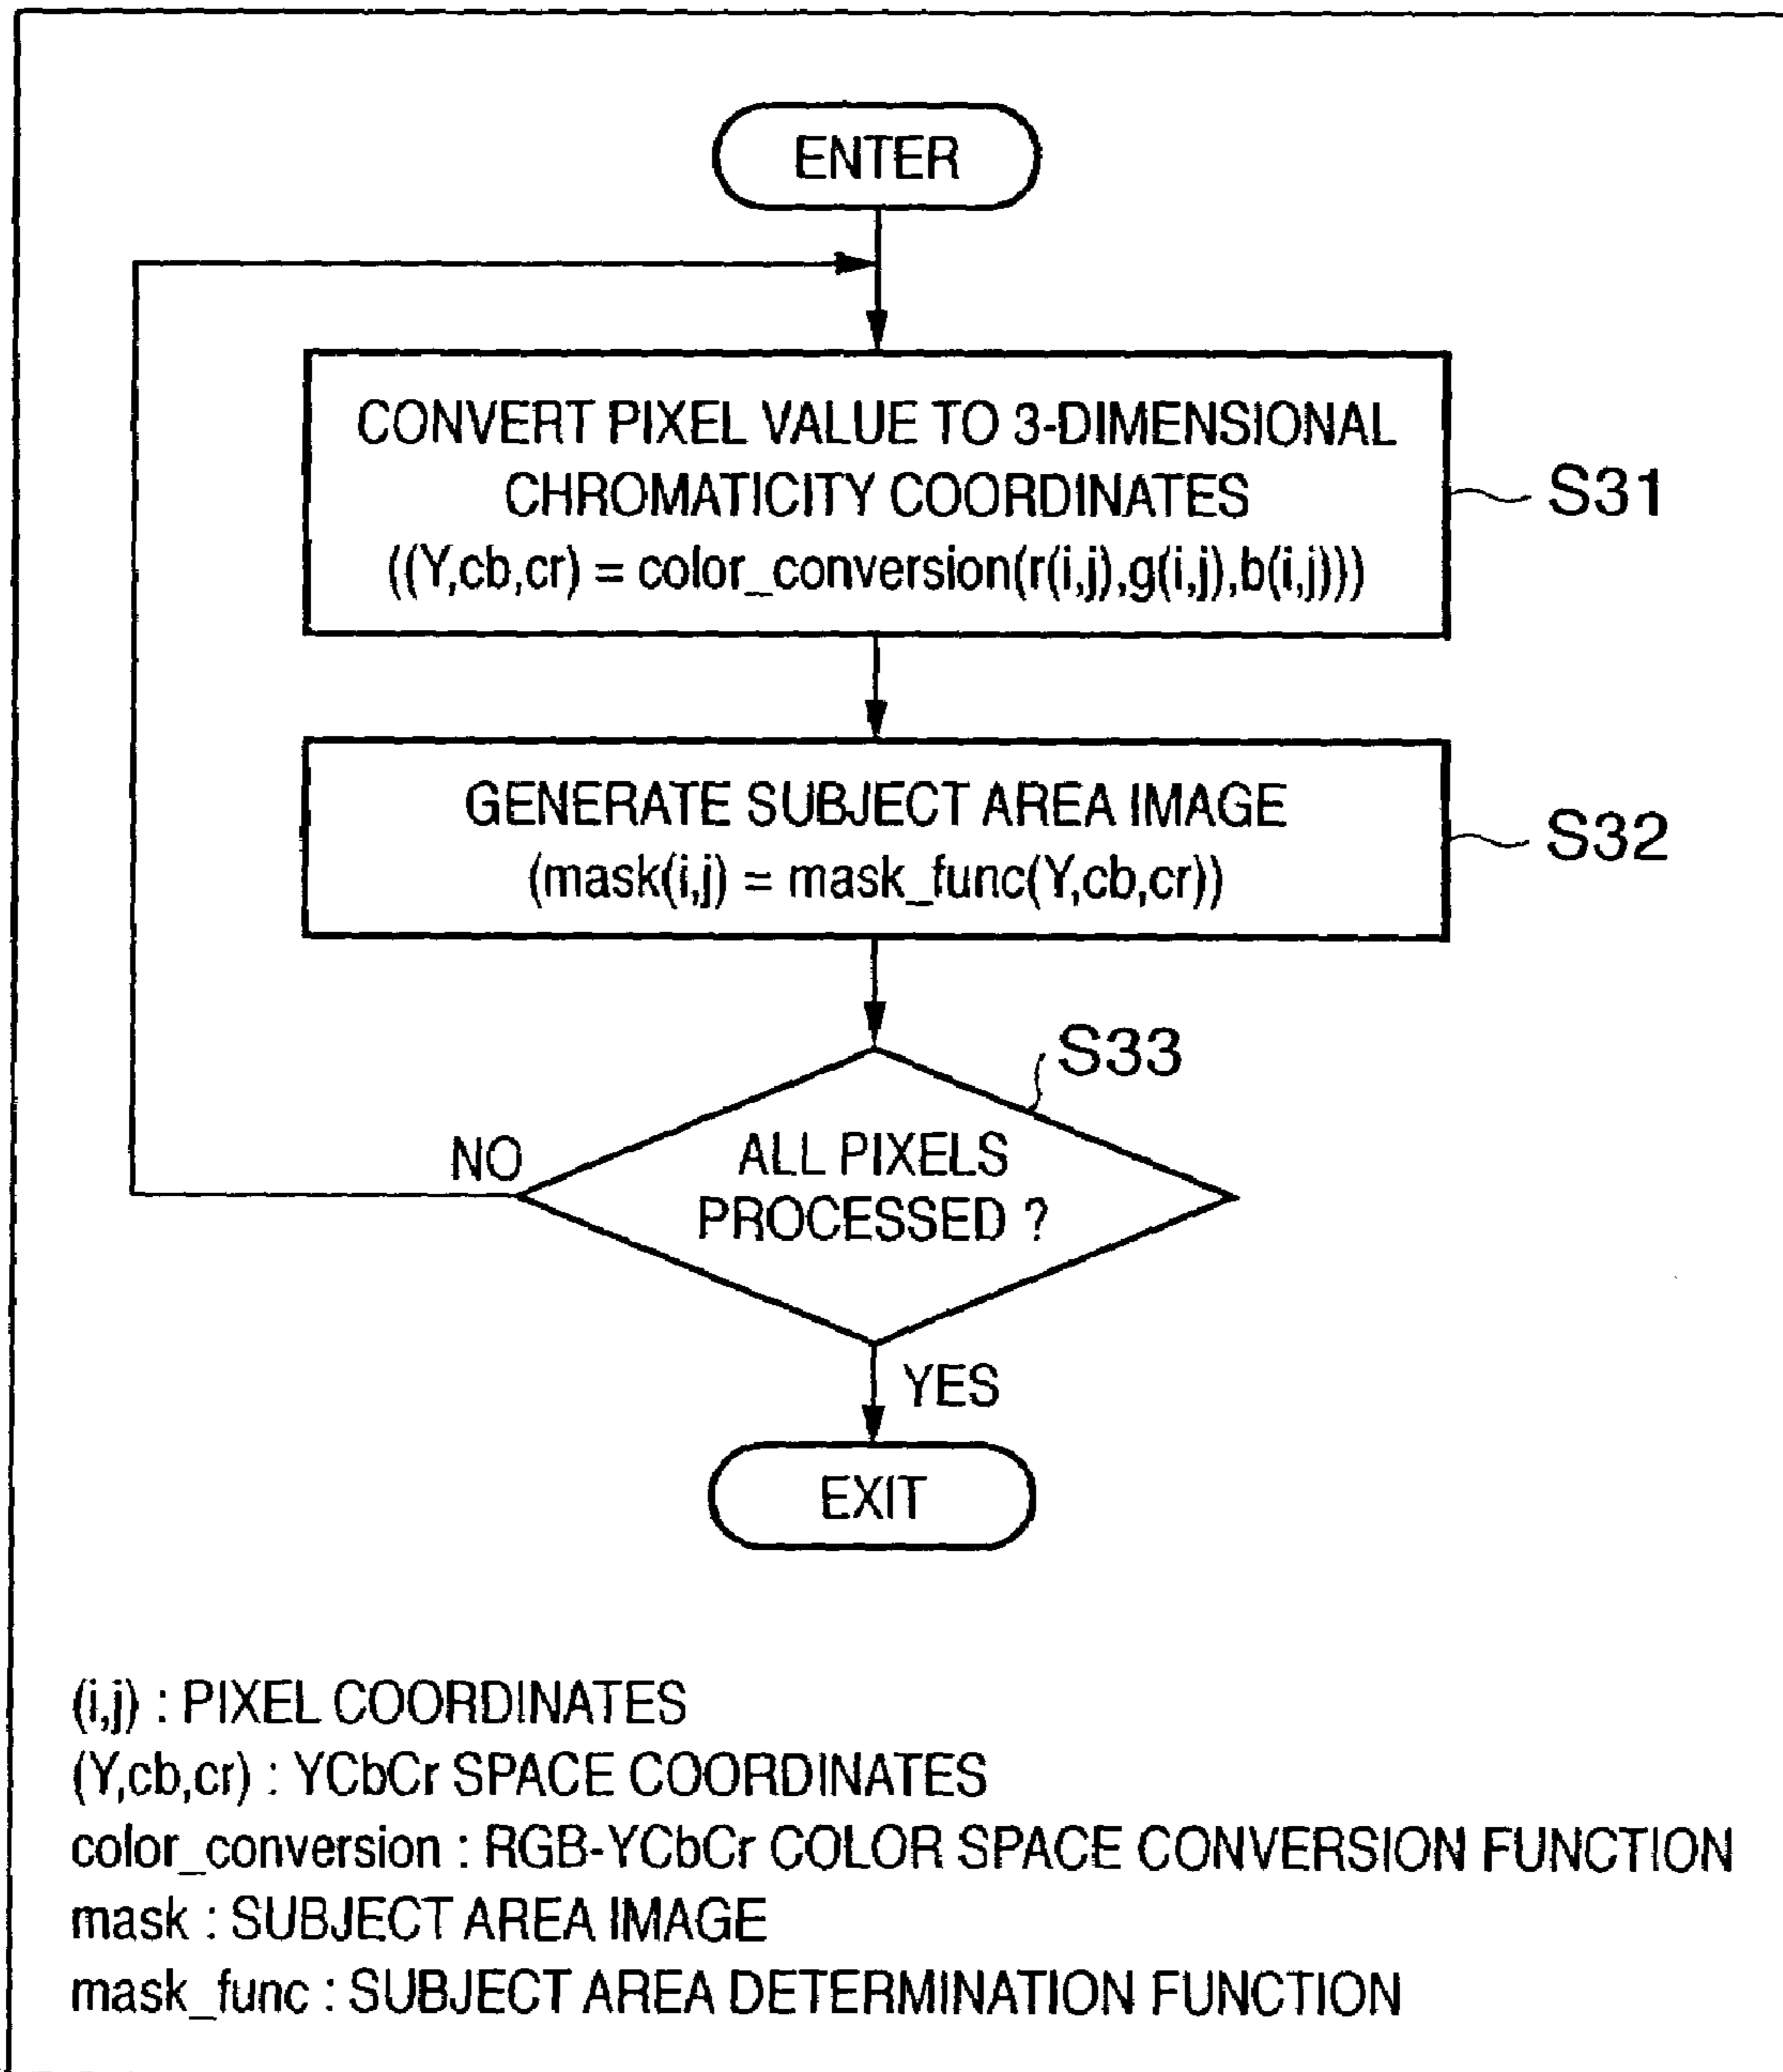 ENTER
CONVERT PIXEL VALUE TO 3-DIMENSIONAL
CHROMATICITY COORDINATES
((Y,cb,cr) = color_conversion(r(i,j),g(i,j),b(i,j)))
S31
GENERATE SUBJECT AREA IMAGE
(mask(i,j) = mask_func(Y,cb,cr))
S32
S33
NO
ALL PIXELS
PROCESSED ?
YES
EXIT
(i,j) : PIXEL COORDINATES
(Y,cb,cr) : YCbCr SPACE COORDINATES
color_conversion : RGB-YCbCr COLOR SPACE CONVERSION FUNCTION
mask : SUBJECT AREA IMAGE
mask_func : SUBJECT AREA DETERMINATION FUNCTION